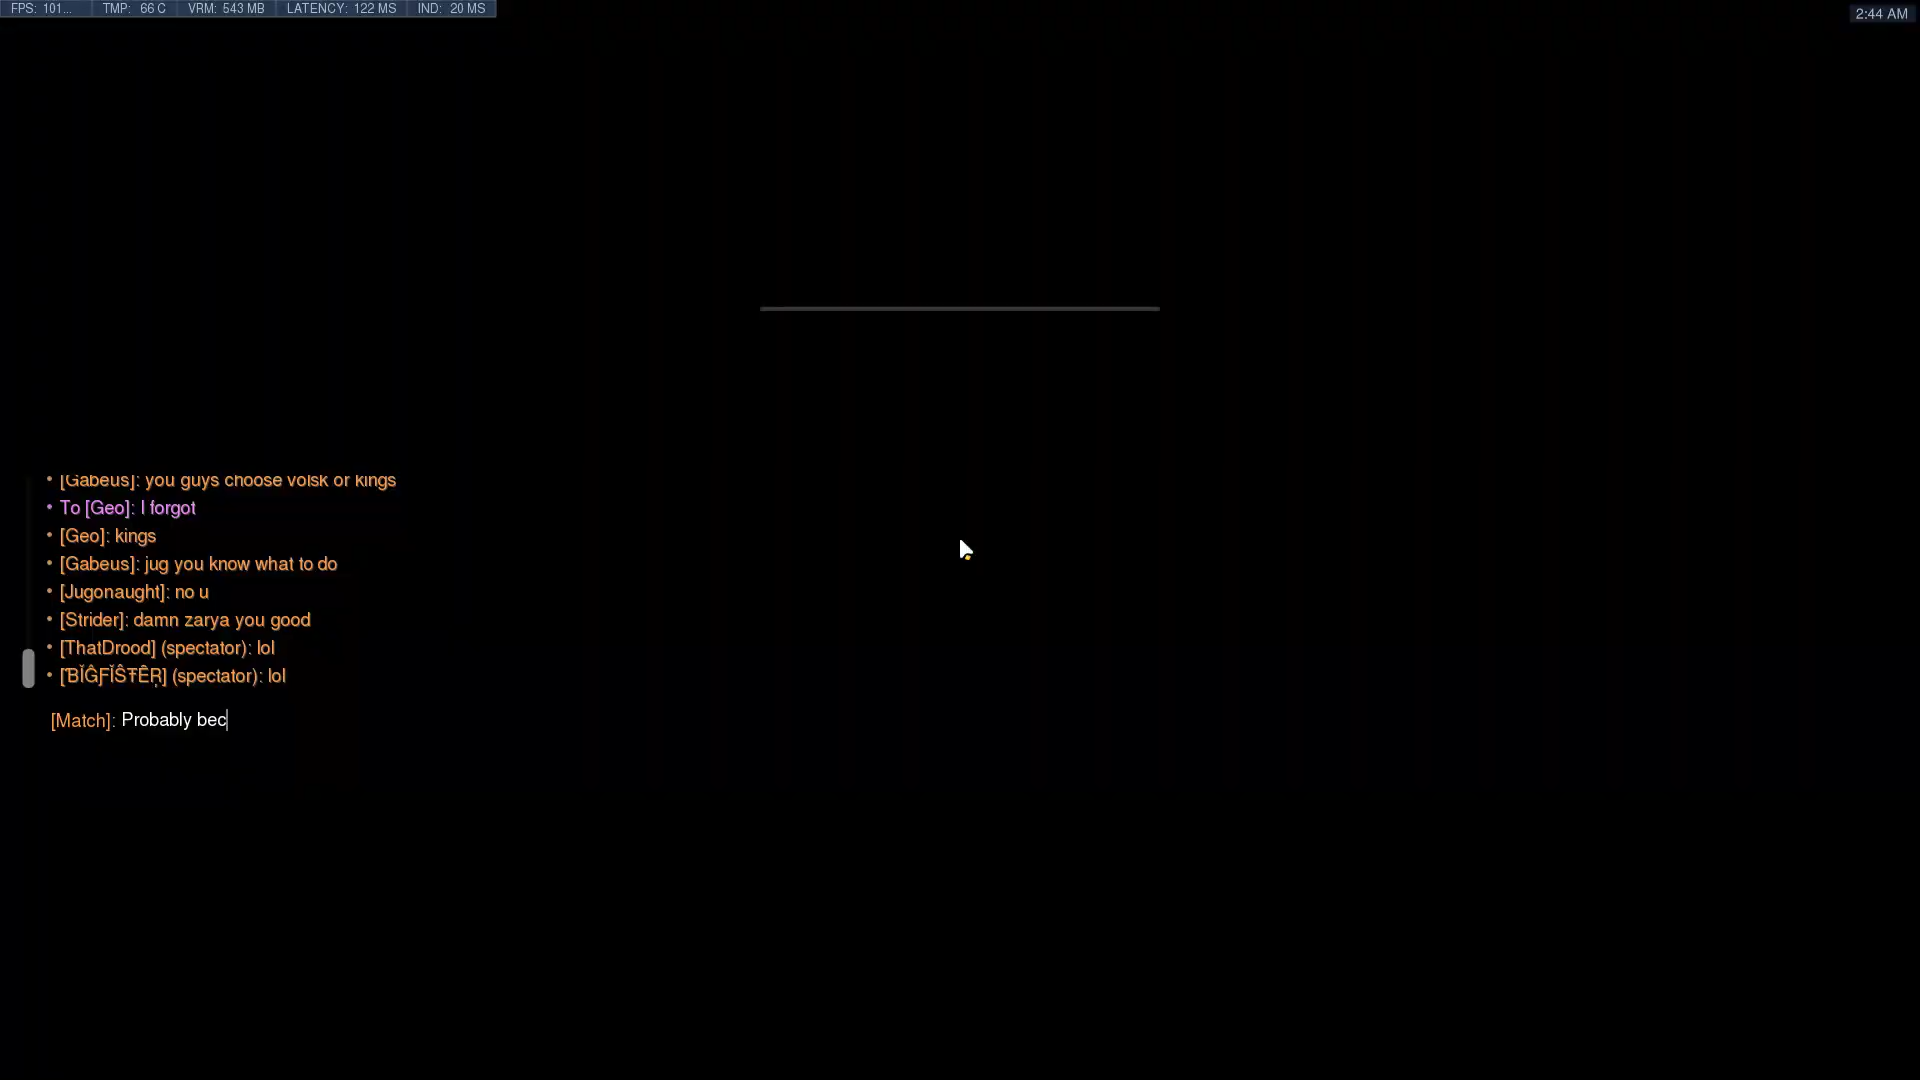 FPS: 101... TMP: 66 C VRM: 543 MB LATENCY: 122 MS IND: 20 MS
2:44 AM
• [Gabeus]: you guys choose volsk or kings
• To [Geo]: I forgot
• [Geo]: kings
• [Gabeus]: jug you know what to do
• [Jugonaught]: no u
• [Strider]: damn zarya you good
• [ThatDrood] (spectator): lol
• [ƁĬĜƑĬŜŦÊŖ] (spectator): lol
[Match]: Probably bec